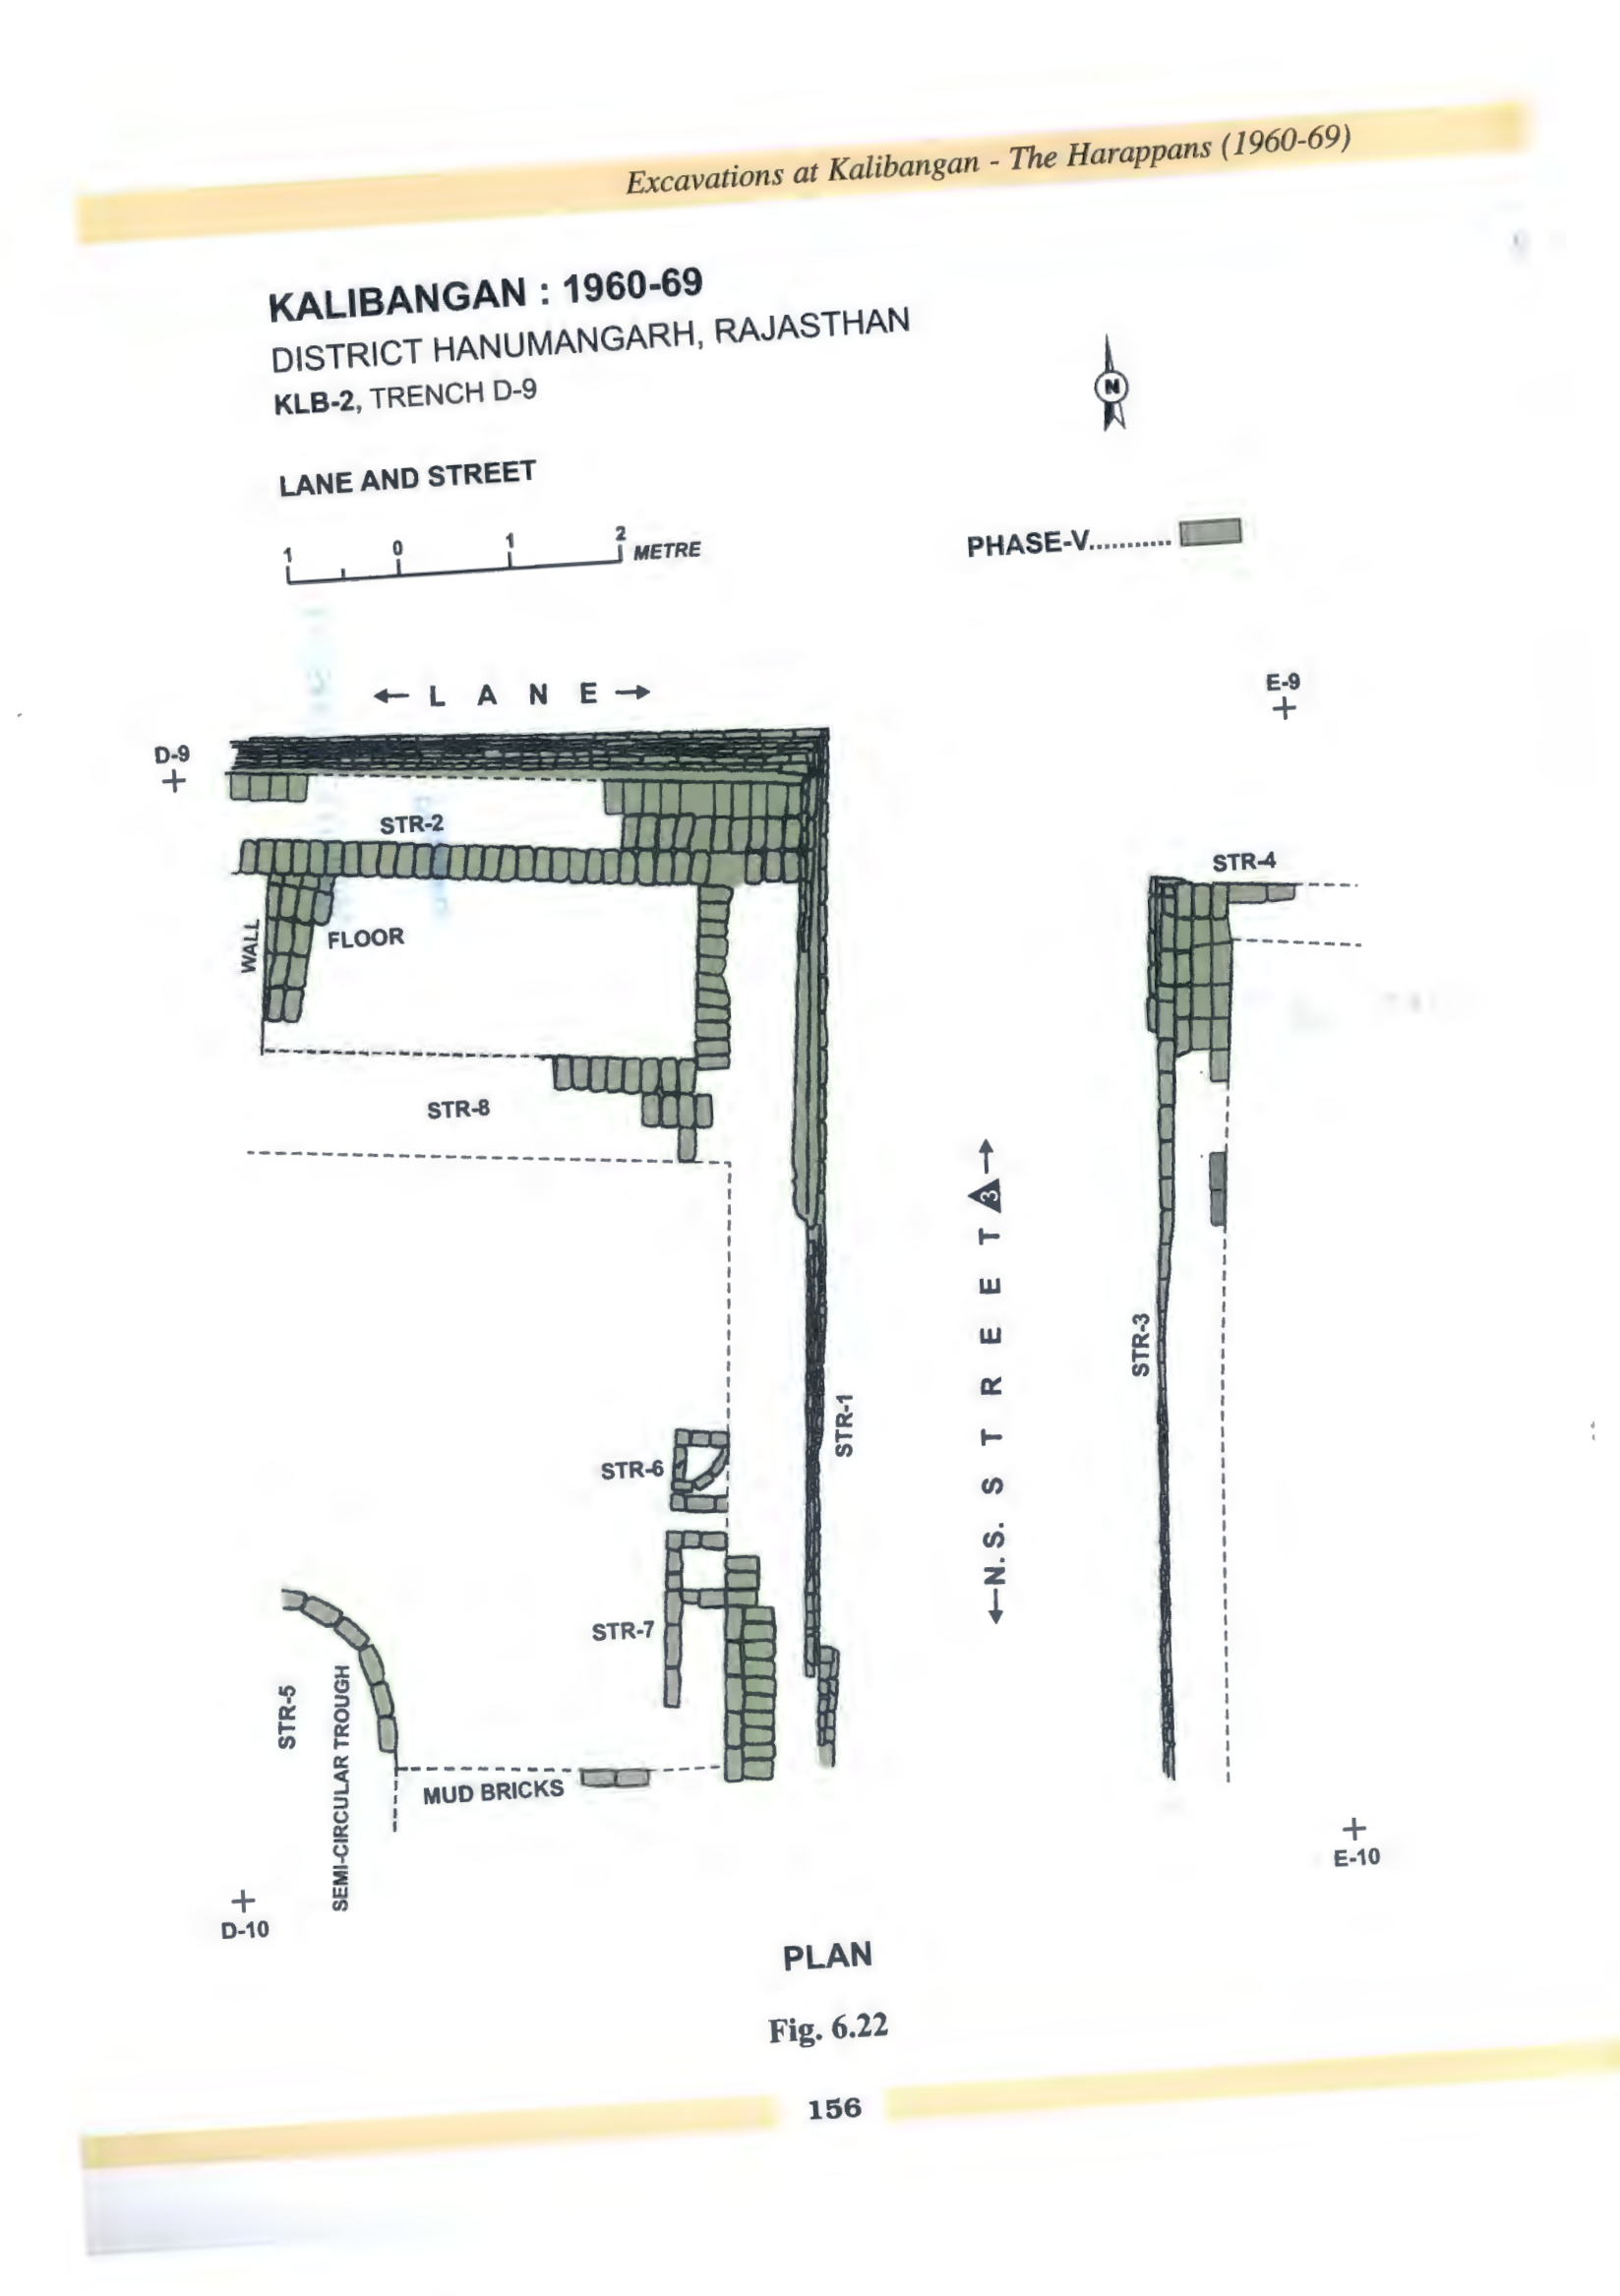 Excavations at Kalibangan - The Harappans (1960-69)
KALIBANGAN : 1960-69
DISTRICT HANUMANGARH, RAJASTHAN
KLB-2, TRENCH D-9
N
LANE AND STREET
1 0 1 2 METRE
PHASE-V...........
E-9
← L A N E →
D-9
STR-2
STR-4
WALL
FLOOR
STR-8
←N.S. S T R E E T 3 →
STR-3
STR-1
STR-6
STR-7
STR-5
SEMI-CIRCULAR TROUGH
MUD BRICKS
E-10
D-10
PLAN
Fig. 6.22
156